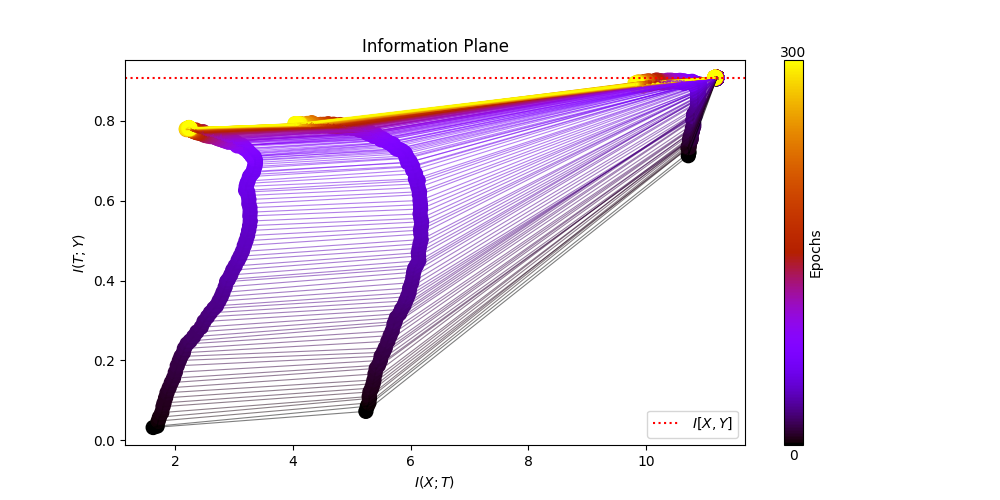 Information Plane
300
0.8
0.6
0.4
0.2
0.0
I(T; Y)
Epochs
I[X, Y]
2 4 6 8 10
0
I(X; T)